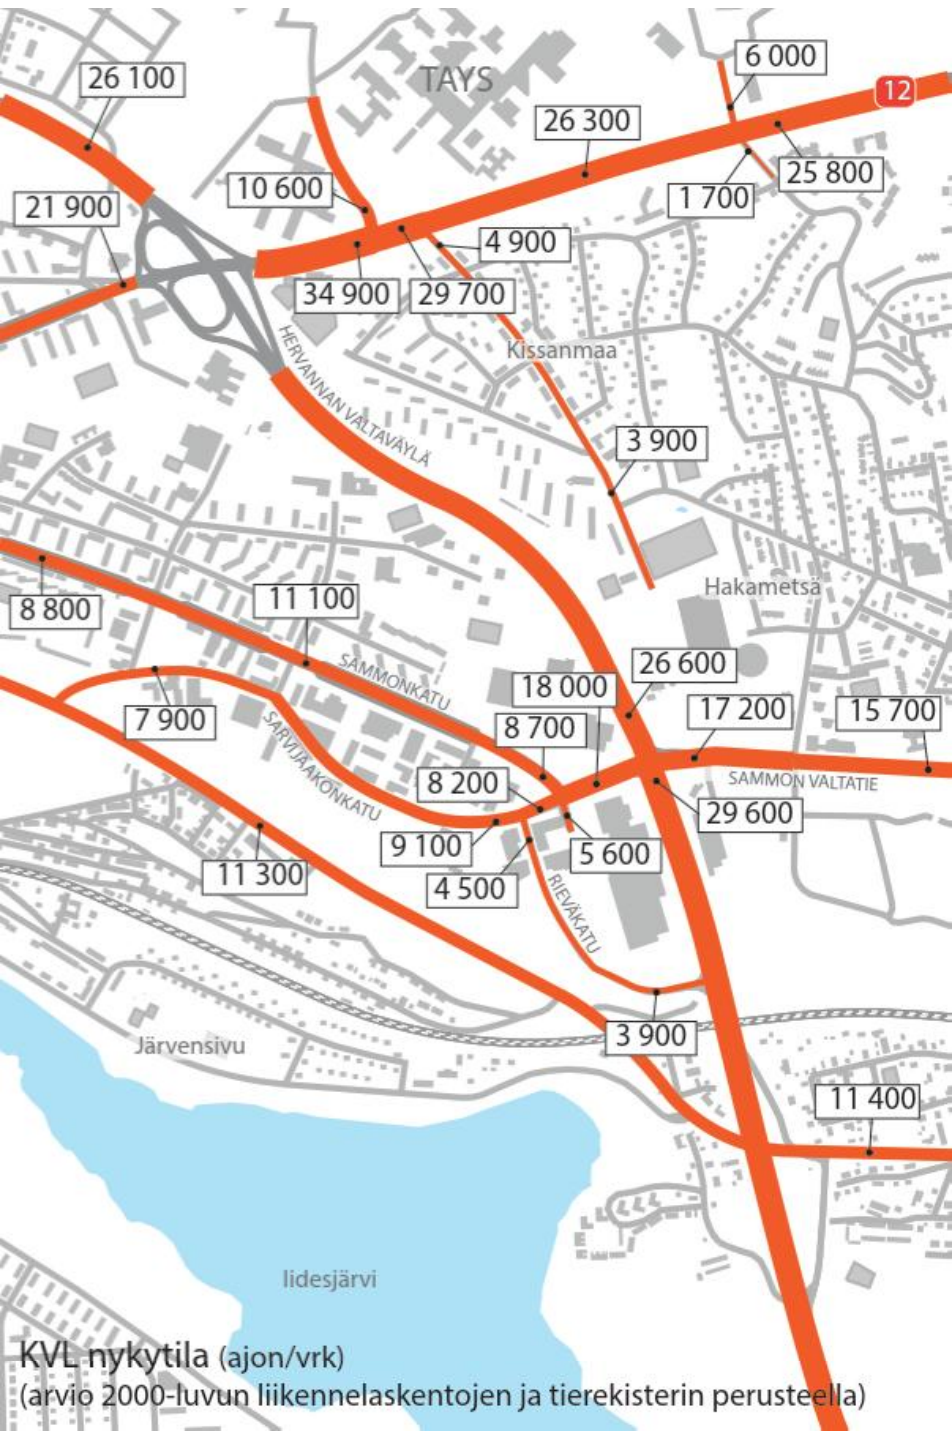 6 000
26 100
TAYS
12
26 300
10 600
1 700
25 800
21 900
4 900
34 900
29 700
HERVANNAN VALTAVÄYLÄ
Kissanmaa
3 900
Hakametsä
8 800
11 100
SAMMONKATU
26 600
18 000
7 900
8 700
17 200
15 700
SARVIJAAKONKATU
8 200
SAMMON VALTATIE
29 600
9 100
5 600
11 300
4 500
RIEVÄKATU
3 900
Järvensivu
11 400
Iidesjärvi
KVL nykytila (ajon/vrk)
(arvio 2000-luvun liikennelaskentojen ja tierekisterin perusteella)